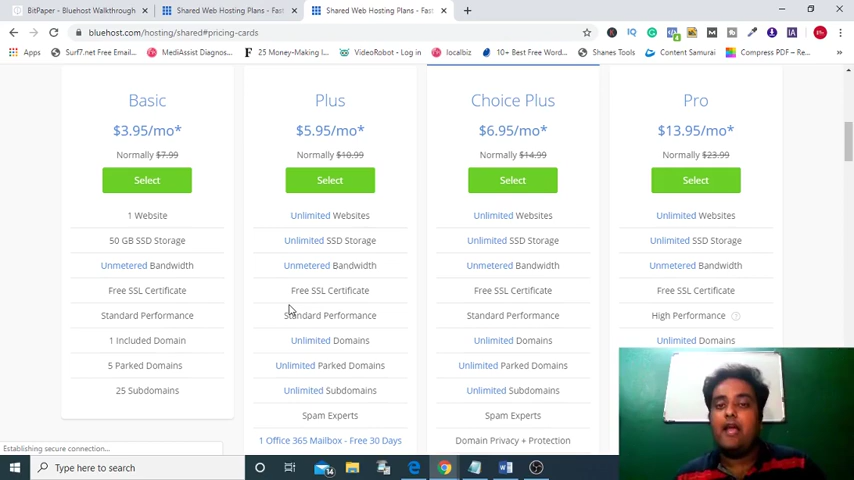 BitPaper - Bluehost Walkthrough
Shared Web Hosting Plans - Fast
Shared Web Hosting Plans - Fas
bluehost.com/hosting/shared#pricing-cards
Apps
Surf7.net Free Email...
MediAssist Diagnos...
25 Money-Making I...
VideoRobot - Log in
localbiz
10+ Best Free Word...
Shanes Tools
Content Samurai
Compress PDF – Re...
Basic
$3.95/mo*
Normally $7.99
Select
1 Website
50 GB SSD Storage
Unmetered Bandwidth
Free SSL Certificate
Standard Performance
1 Included Domain
5 Parked Domains
25 Subdomains
Plus
$5.95/mo*
Normally $10.99
Select
Unlimited Websites
Unlimited SSD Storage
Unmetered Bandwidth
Free SSL Certificate
Standard Performance
Unlimited Domains
Unlimited Parked Domains
Unlimited Subdomains
Spam Experts
1 Office 365 Mailbox - Free 30 Days
Choice Plus
$6.95/mo*
Normally $14.99
Select
Unlimited Websites
Unlimited SSD Storage
Unmetered Bandwidth
Free SSL Certificate
Standard Performance
Unlimited Domains
Unlimited Parked Domains
Unlimited Subdomains
Spam Experts
Domain Privacy + Protection
Pro
$13.95/mo*
Normally $23.99
Select
Unlimited Websites
Unlimited SSD Storage
Unmetered Bandwidth
Free SSL Certificate
High Performance
Unlimited Domains
Establishing secure connection...
Type here to search
14